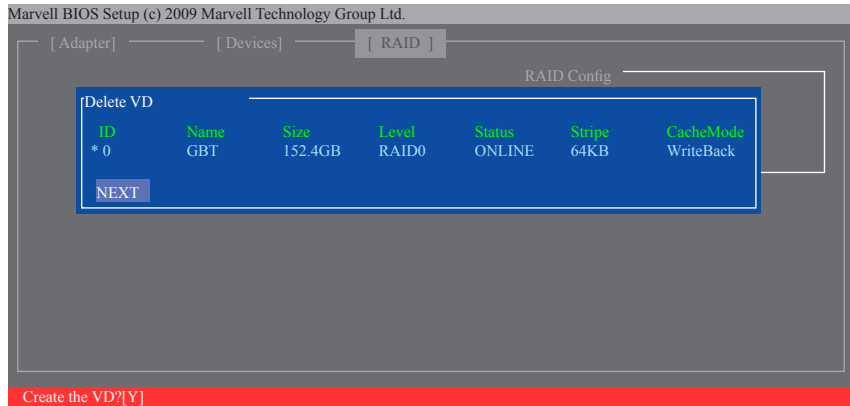 Marvell BIOS Setup (c) 2009 Marvell Technology Group Ltd.
[ Adapter] [ Devices] [ RAID ]
RAID Config
Delete VD
ID Name Size Level Status Stripe CacheMode
* 0 GBT 152.4GB RAID0 ONLINE 64KB WriteBack
NEXT
Create the VD?[Y]